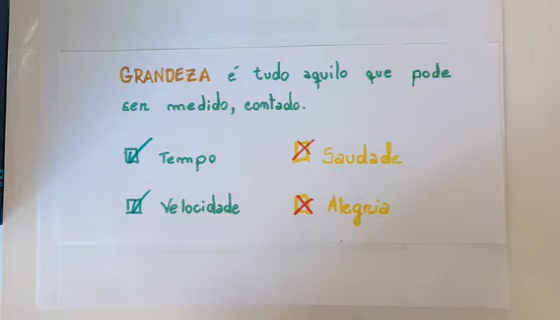 GRANDEZA é tudo aquilo que pode
ser medido, contado.
Tempo
Saudade
Velocidade
Alegria